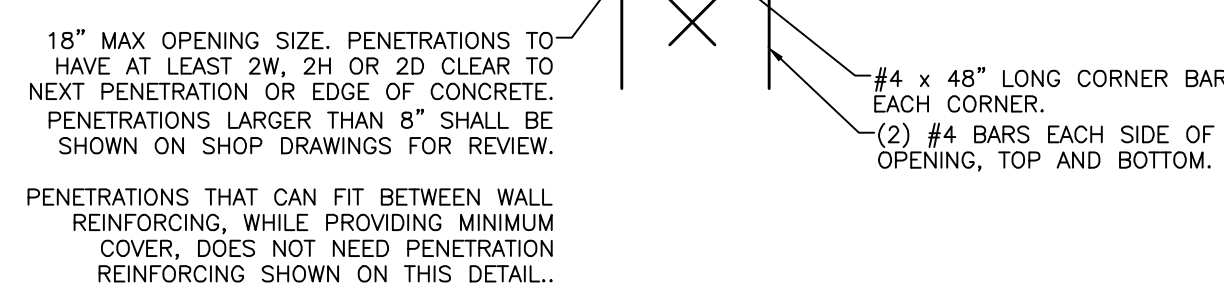 18” MAX OPENING SIZE. PENETRATIONS TO
HAVE AT LEAST 2W, 2H OR 2D CLEAR TO
NEXT PENETRATION OR EDGE OF CONCRETE.
PENETRATIONS LARGER THAN 8” SHALL BE
SHOWN ON SHOP DRAWINGS FOR REVIEW.
PENETRATIONS THAT CAN FIT BETWEEN WALL
REINFORCING, WHILE PROVIDING MINIMUM
COVER, DOES NOT NEED PENETRATION
REINFORCING SHOWN ON THIS DETAIL..
#4 x 48” LONG CORNER BAR
EACH CORNER.
(2) #4 BARS EACH SIDE OF
OPENING, TOP AND BOTTOM.